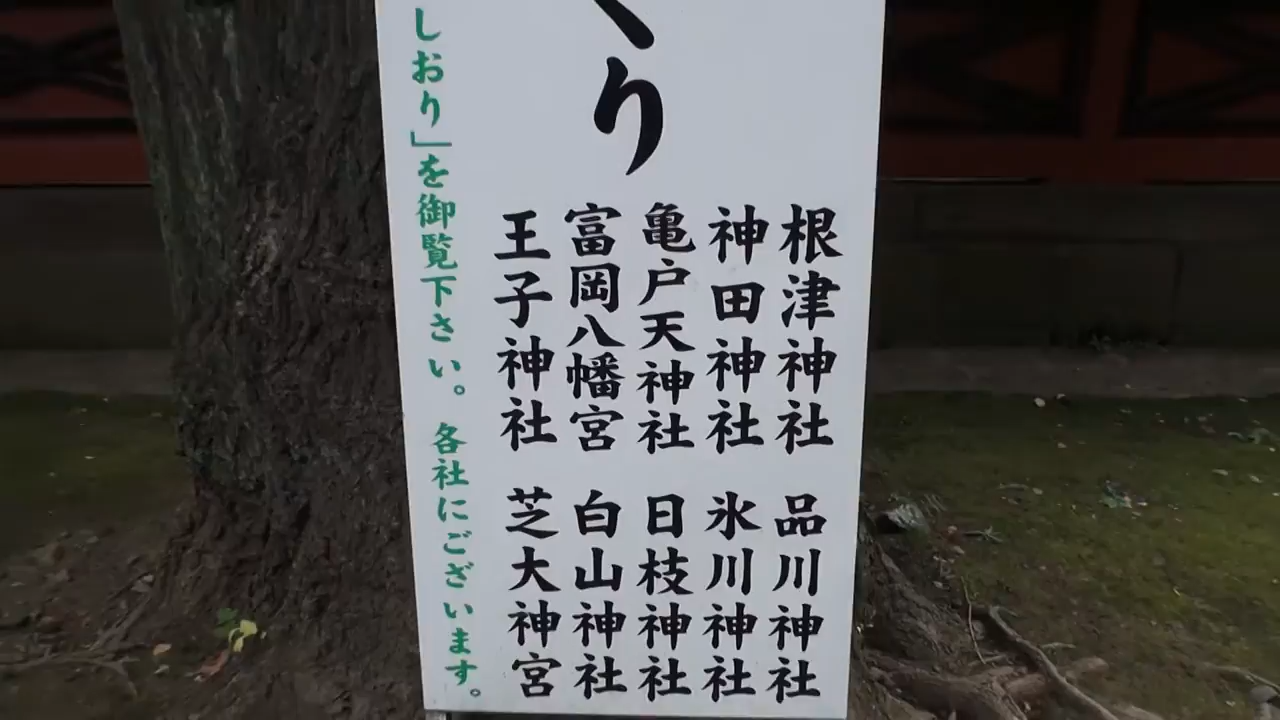 くり
根津神社
神田神社
亀戸天神社
富岡八幡宮
王子神社
品川神社
氷川神社
日枝神社
白山神社
芝大神宮
しおり」を御覧下さい。各社にございます。